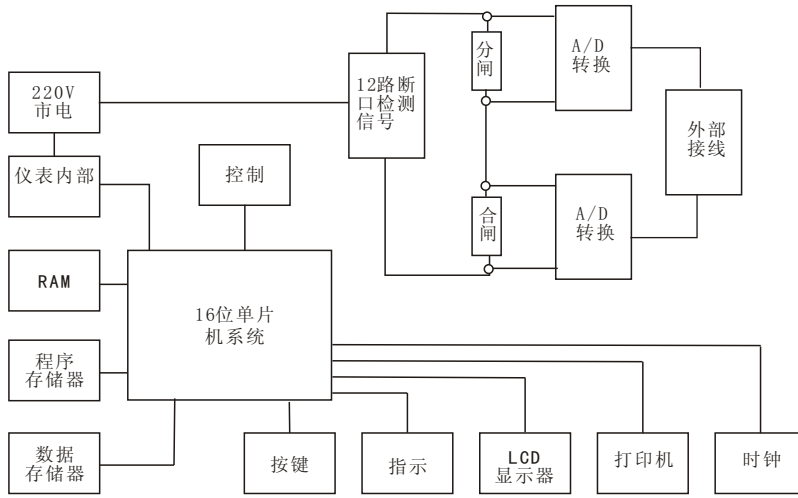 220V
市电
仪表内部
控制
12路断
口检测
信号
分
闸
A/D
转换
外部
接线
合
闸
A/D
转换
RAM
16位单片
机系统
程序
存储器
数据
存储器
按键
指示
LCD
显示器
打印机
时钟